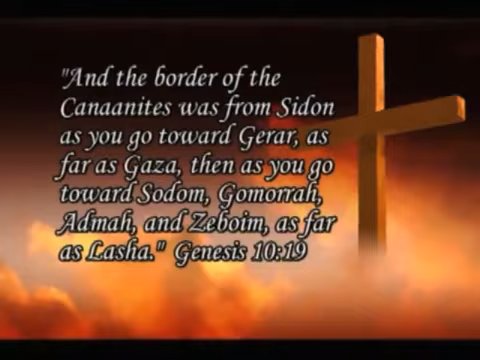 "And the border of the
Canaanites was from Sidon
as you go toward Gerar, as
far as Gaza, then as you go
toward Sodom, Gomorrah,
Admah, and Zeboim, as far
as Lasha." Genesis 10:19